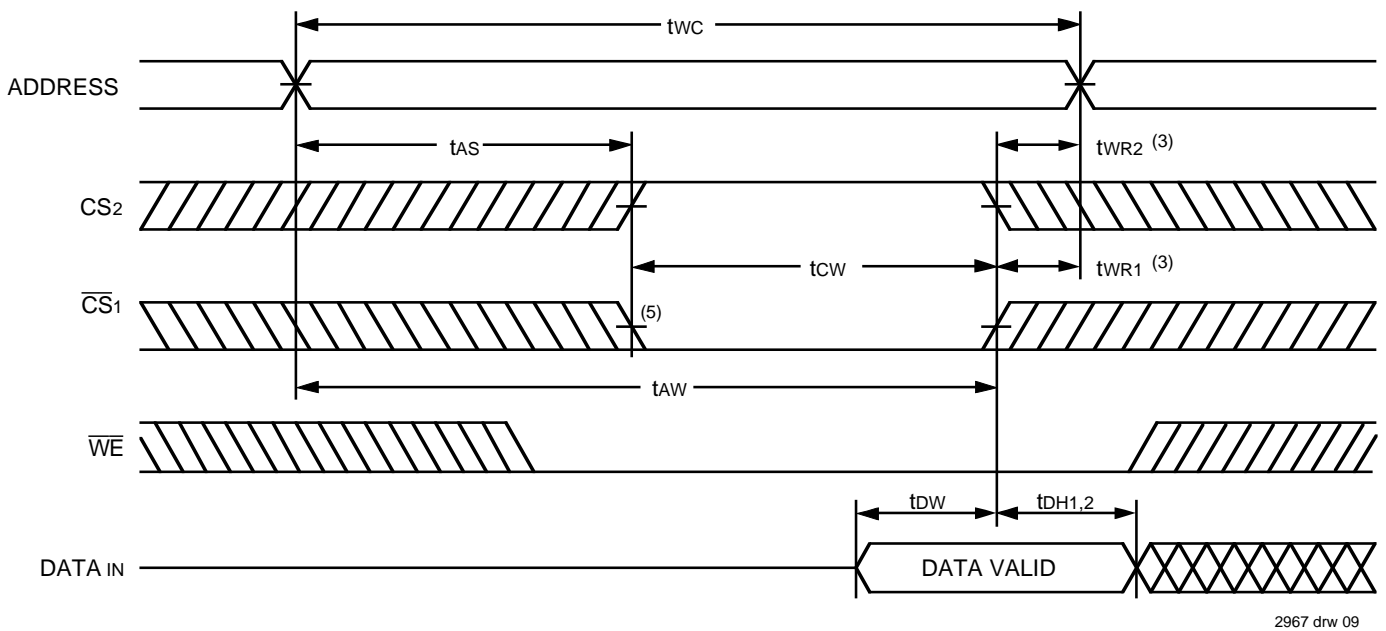 tWC
ADDRESS
tAS
tWR2 (3)
CS2
tCW
tWR1 (3)
CS1
(5)
tAW
WE
tDW
tDH1,2
DATA IN
DATA VALID
2967 drw 09